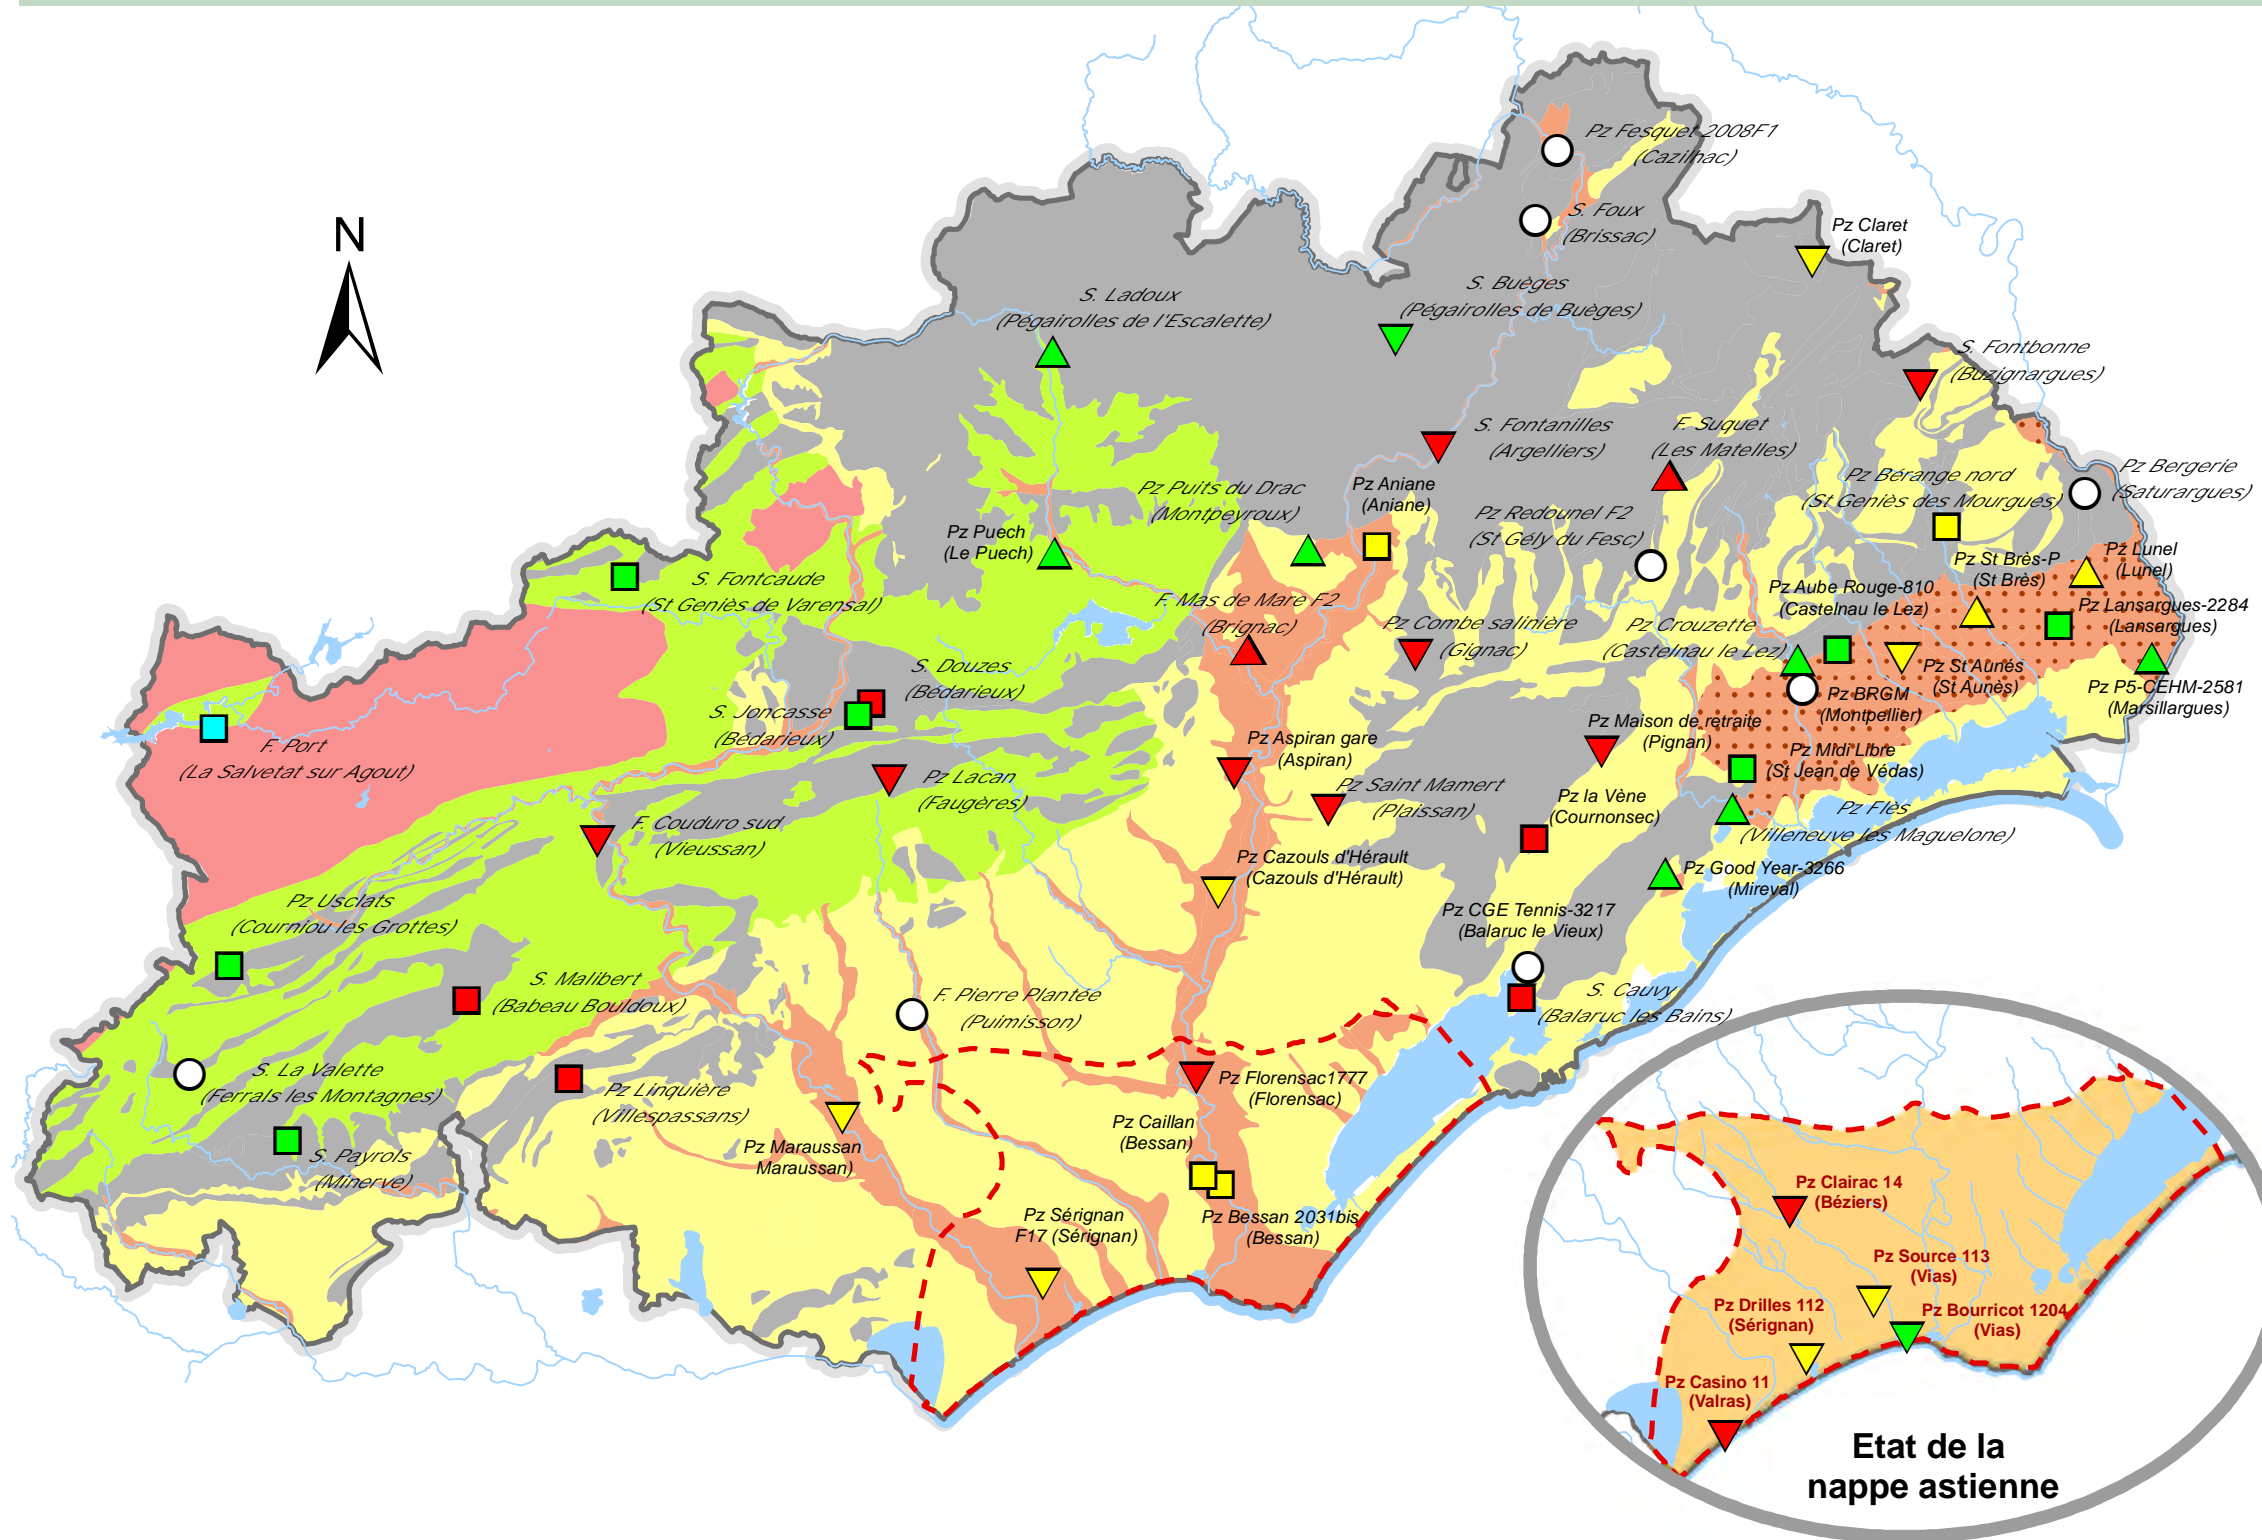 N
Pz Fesquet 2008F1
(Cazilhac)
S. Foux
(Brissac)
Pz Claret
(Claret)
S. Buèges
(Pégairolles de Buèges)
S. Ladoux
(Pégairolles de l'Escalette)
S. Fontbonne
(Buzignargues)
S. Fontanilles
(Argelliers)
F. Suquet
(Les Matelles)
Pz Bergerie
(Saturargues)
Pz Bérange nord
(St Geniès des Mourgues)
Pz Puits du Drac
(Montpeyroux)
Pz Aniane
(Aniane)
Pz Redounel F2
(St Gély du Fesc)
Pz Puech
(Le Puech)
Pz St Brès-P
(St Brès)
Pz Lunel
(Lunel)
S. Fontcaude
(St Geniès de Varensal)
Pz Aube Rouge-810
(Castelnau le Lez)
F. Mas de Mare F2
(Brignac)
Pz Lansargues-2284
(Lansargues)
Pz Combe salinière
(Gignac)
Pz Crouzette
(Castelnau le Lez)
S. Douzes
(Bédarieux)
Pz St Aunés
(St Aunès)
Pz P5-CEHM-2581
(Marsillargues)
S. Joncasse
(Bédarieux)
Pz BRGM
(Montpellier)
Pz Maison de retraite
(Pignan)
F. Port
(La Salvetat sur Agout)
Pz Aspiran gare
(Aspiran)
Pz Midi Libre
(St Jean de Védas)
Pz Lacan
(Faugères)
Pz Saint Mamert
(Plaissan)
Pz la Vène
(Cournonsec)
Pz Flès
(Villeneuve les Maguelone)
F. Couduro sud
(Vieussan)
Pz Cazouls d'Hérault
(Cazouls d'Hérault)
Pz Good Year-3266
(Mireval)
Pz Usclats
(Courniou les Grottes)
Pz CGE Tennis-3217
(Balaruc le Vieux)
S. Malibert
(Babeau Bouldoux)
F. Pierre Plantée
(Puimisson)
S. Cauvy
(Balaruc les Bains)
S. La Valette
(Ferrals les Montagnes)
Pz Linquière
(Villespassans)
Pz Florensac1777
(Florensac)
Pz Caillan
(Bessan)
Pz Maraussan
Maraussan)
S. Payrols
(Minerve)
Pz Sérignan
F17 (Sérignan)
Pz Bessan 2031bis
(Bessan)
Pz Clairac 14
(Béziers)
Pz Source 113
(Vias)
Pz Drilles 112
(Sérignan)
Pz Bourricot 1204
(Vias)
Pz Casino 11
(Valras)
Etat de la
nappe astienne